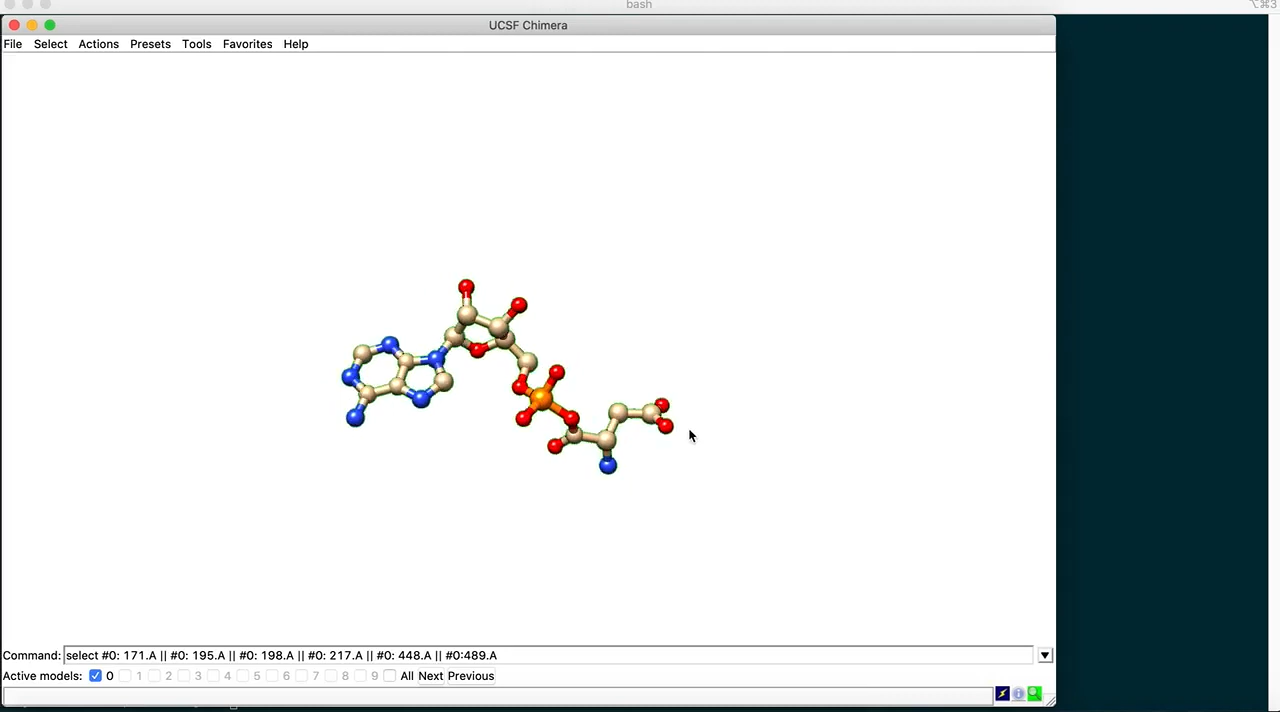 bash
⌥⌘3
UCSF Chimera
File Select Actions Presets Tools Favorites Help
Command: select #0: 171.A || #0: 195.A || #0: 198.A || #0: 217.A || #0: 448.A || #0:489.A
Active models: 0 1 2 3 4 5 6 7 8 9 All Next Previous